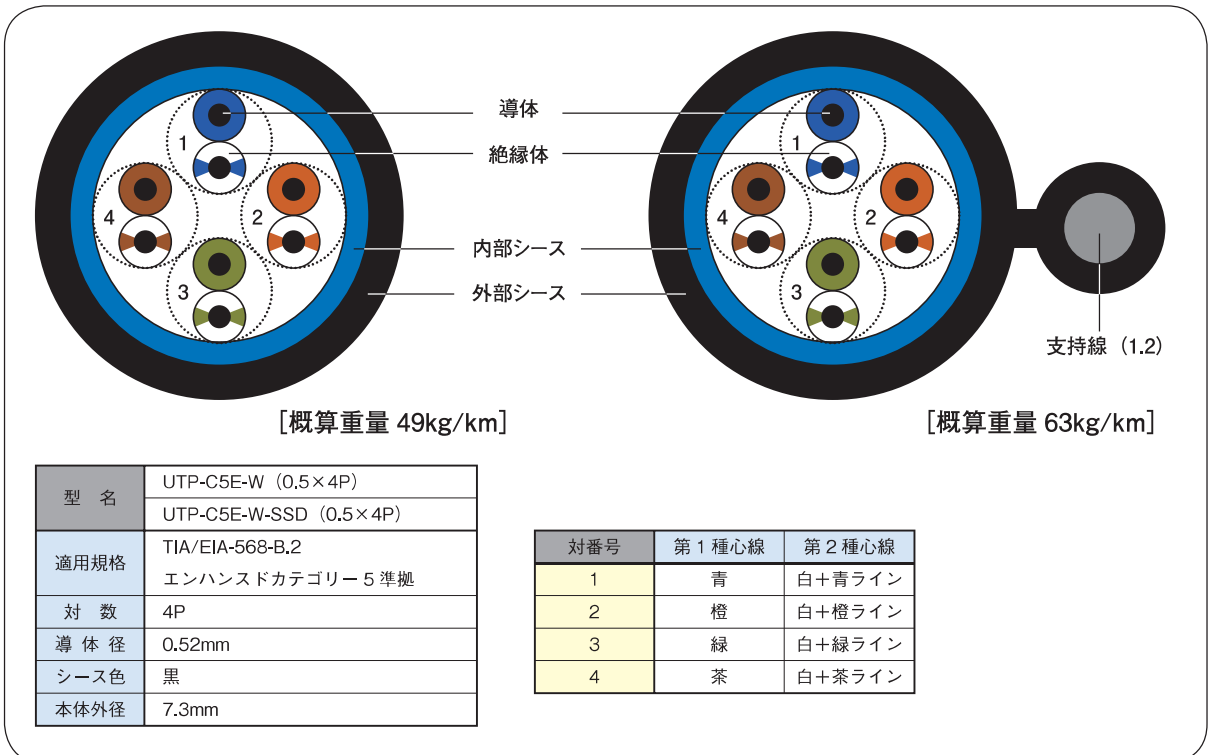 導体
絶縁体
内部シース
外部シース
1
2
3
4
1
2
3
4
支持線（1.2）
［概算重量 49kg/km］
［概算重量 63kg/km］
型　名
UTP-C5E-W（0.5×4P）
UTP-C5E-W-SSD（0.5×4P）
適用規格
TIA/EIA-568-B.2
エンハンスドカテゴリー 5 準拠
対　数
4P
導 体 径
0.52mm
シース色
黒
本体外径
7.3mm
対番号　第 1 種心線　第 2 種心線
1　青　白＋青ライン
2　橙　白＋橙ライン
3　緑　白＋緑ライン
4　茶　白＋茶ライン